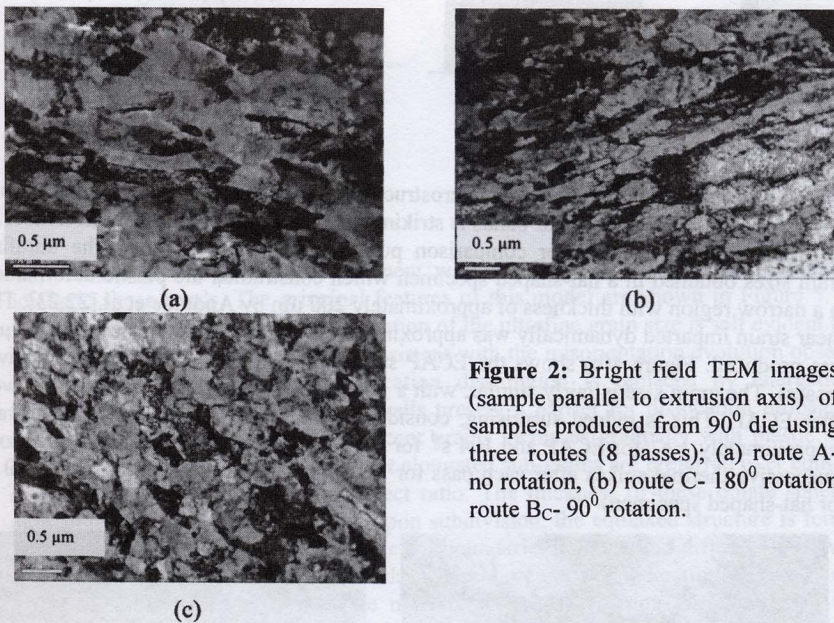 0.5 µm
(a)
0.5 µm
(b)
0.5 µm
(c)
Figure 2: Bright field TEM images
(sample parallel to extrusion axis) of
samples produced from 90⁰ die using
three routes (8 passes); (a) route A-
no rotation, (b) route C- 180⁰ rotation
route Bc- 90⁰ rotation.